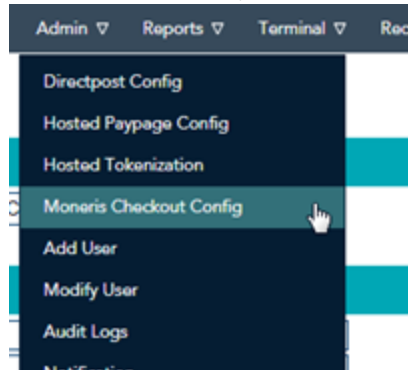 Admin ▽ Reports ▽ Terminal ▽
Directpost Config
Hosted Paypage Config
Hosted Tokenization
Moneris Checkout Config
Add User
Modify User
Audit Logs